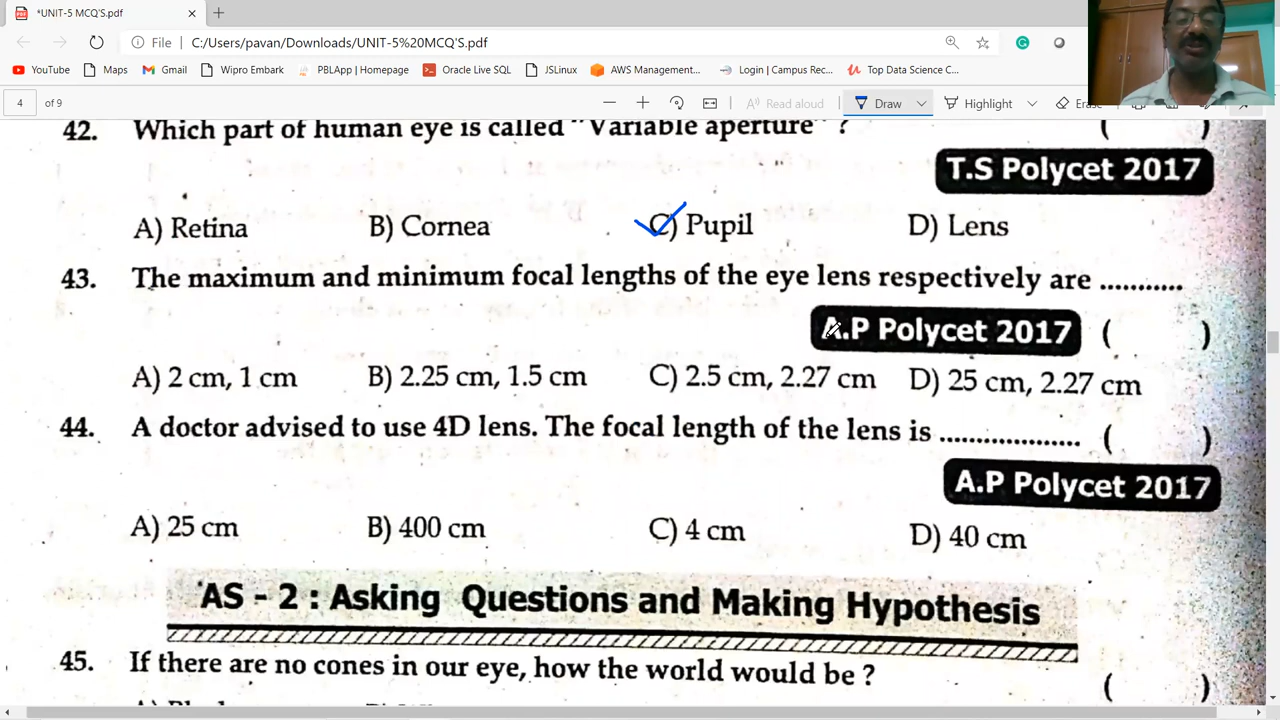 *UNIT-5 MCQ'S.pdf
File C:/Users/pavan/Downloads/UNIT-5%20MCQ'S.pdf
YouTube Maps Gmail Wipro Embark PBLApp | Homepage Oracle Live SQL JSLinux AWS Management... Login | Campus Rec... Top Data Science C...
4 of 9 Read aloud Draw Highlight Erase
42. Which part of human eye is called "Variable aperture" ? ( )
T.S Polycet 2017
A) Retina B) Cornea C) Pupil D) Lens
43. The maximum and minimum focal lengths of the eye lens respectively are ...........
A.P Polycet 2017 ( )
A) 2 cm, 1 cm B) 2.25 cm, 1.5 cm C) 2.5 cm, 2.27 cm D) 25 cm, 2.27 cm
44. A doctor advised to use 4D lens. The focal length of the lens is .................... ( )
A.P Polycet 2017
A) 25 cm B) 400 cm C) 4 cm D) 40 cm
AS - 2 : Asking Questions and Making Hypothesis
45. If there are no cones in our eye, how the world would be ? ( )